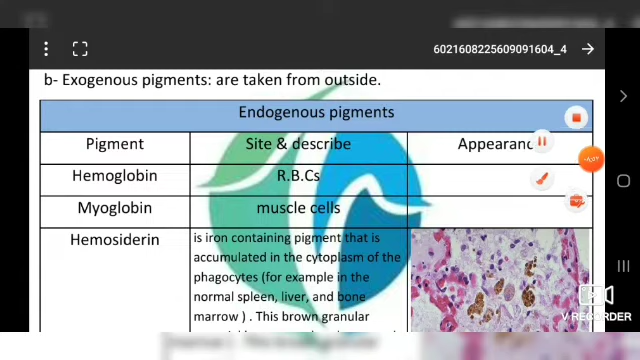 6021608225609091604_4
b- Exogenous pigments: are taken from outside.
Endogenous pigments
Pigment Site & describe Appearanc
Hemoglobin R.B.Cs
Myoglobin muscle cells
Hemosiderin is iron containing pigment that is
accumulated in the cytoplasm of the
phagocytes (for example in the
normal spleen, liver, and bone
marrow ) . This brown granular
V RECORDER